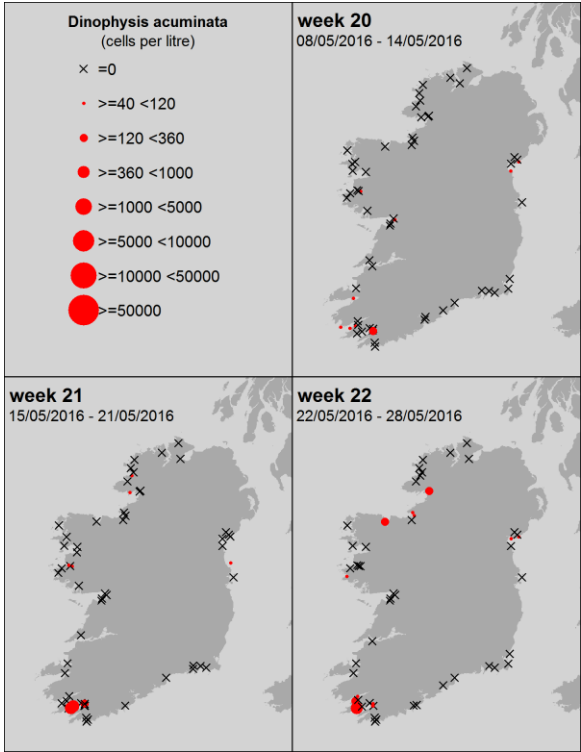 Dinophysis acuminata
(cells per litre)
=0
>=40 <120
>=120 <360
>=360 <1000
>=1000 <5000
>=5000 <10000
>=10000 <50000
>=50000
week 20
08/05/2016 - 14/05/2016
week 21
15/05/2016 - 21/05/2016
week 22
22/05/2016 - 28/05/2016